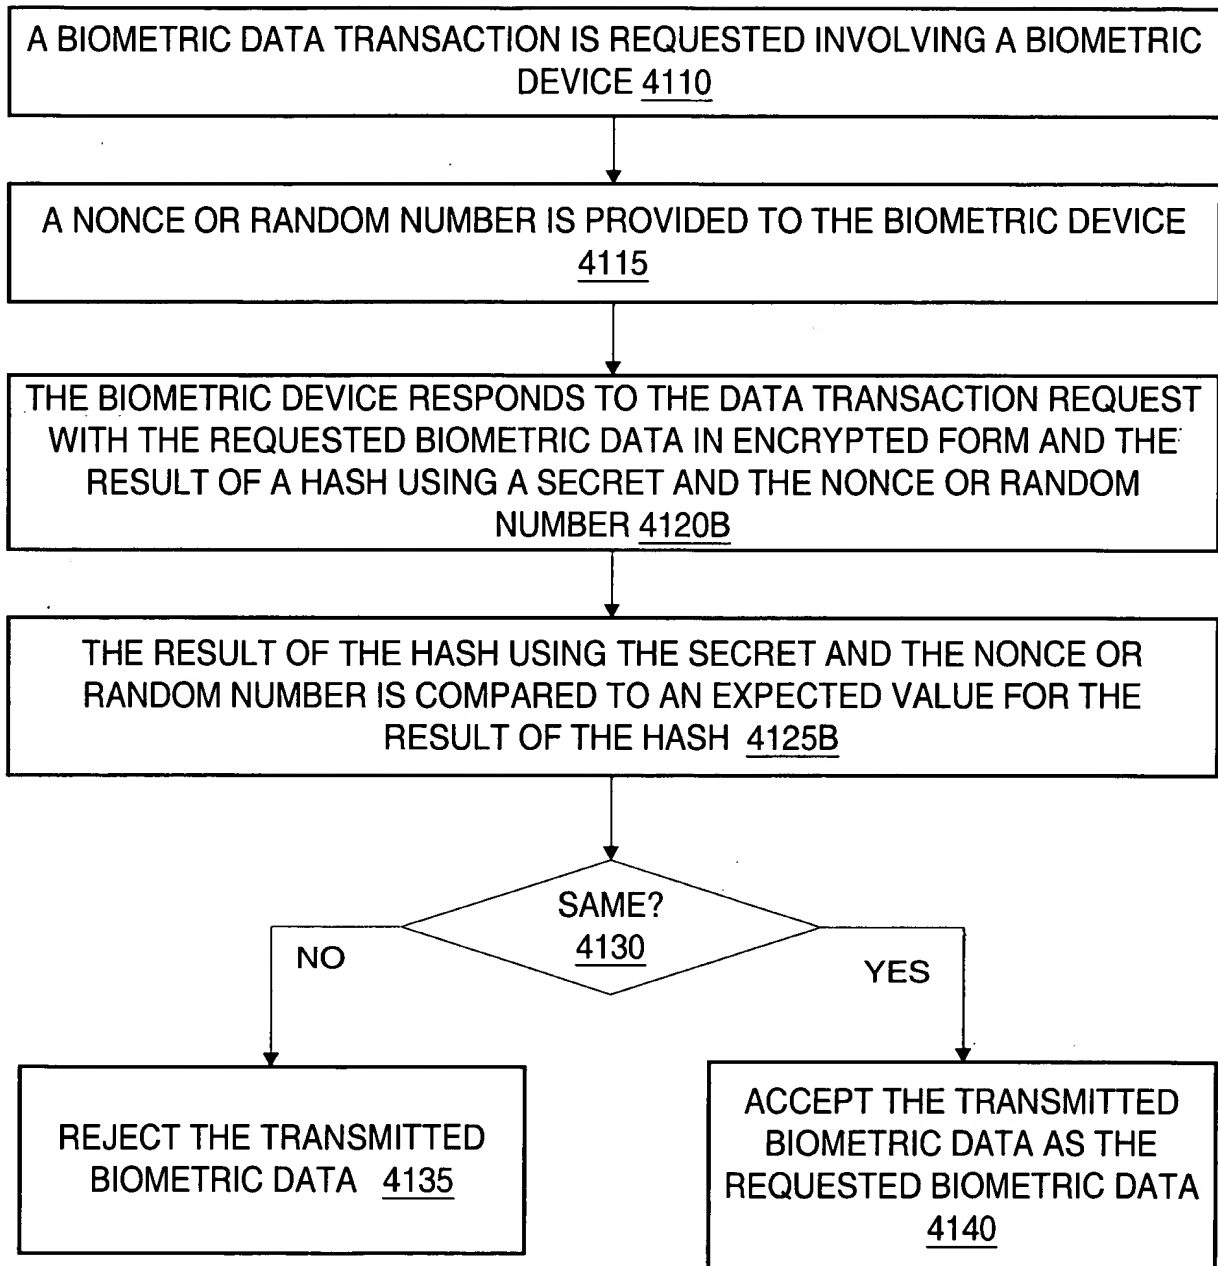 A BIOMETRIC DATA TRANSACTION IS REQUESTED INVOLVING A BIOMETRIC
DEVICE 4110
A NONCE OR RANDOM NUMBER IS PROVIDED TO THE BIOMETRIC DEVICE
4115
THE BIOMETRIC DEVICE RESPONDS TO THE DATA TRANSACTION REQUEST
WITH THE REQUESTED BIOMETRIC DATA IN ENCRYPTED FORM AND THE
RESULT OF A HASH USING A SECRET AND THE NONCE OR RANDOM
NUMBER 4120B
THE RESULT OF THE HASH USING THE SECRET AND THE NONCE OR
RANDOM NUMBER IS COMPARED TO AN EXPECTED VALUE FOR THE
RESULT OF THE HASH 4125B
SAME?
4130
NO
YES
REJECT THE TRANSMITTED
BIOMETRIC DATA 4135
ACCEPT THE TRANSMITTED
BIOMETRIC DATA AS THE
REQUESTED BIOMETRIC DATA
4140